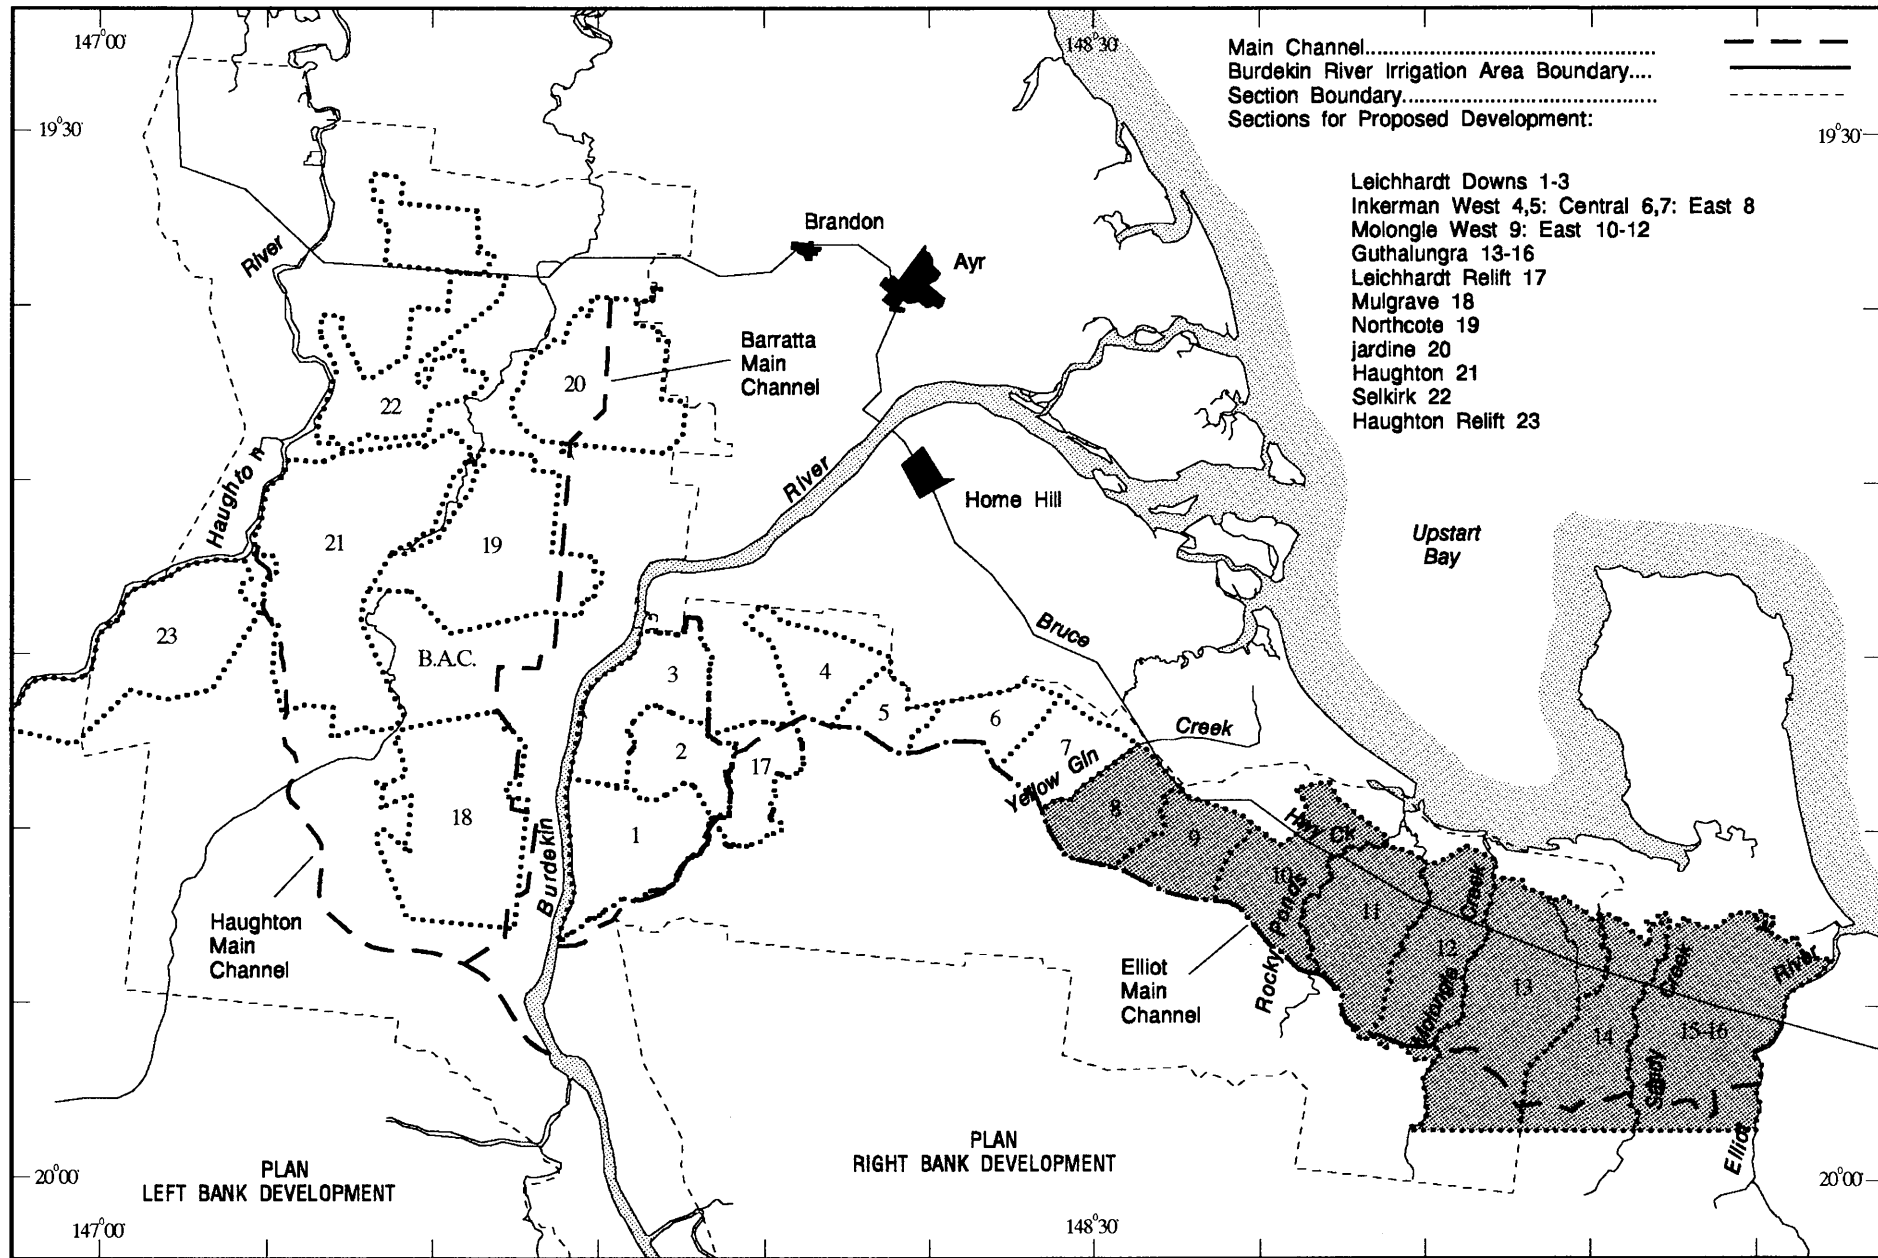 147°00'
148°30'
Main Channel
Burdekin River Irrigation Area Boundary....
Section Boundary
Sections for Proposed Development:
19°30'
19°30'
Leichhardt Downs 1-3
Inkerman West 4,5: Central 6,7: East 8
Molongle West 9: East 10-12
Guthalungra 13-16
Leichhardt Relift 17
Mulgrave 18
Northcote 19
jardine 20
Haughton 21
Selkirk 22
Haughton Relift 23
Brandon
Ayr
River
Barratta
Main
Channel
20
22
Haughton
River
Home Hill
21
19
Upstart
Bay
23
B.A.C.
Bruce
3
4
5
6
7
Creek
2
17
Yellow Gln
8
18
1
9
Hwy Ck
Burdekin
10
11
Creek
Haughton
Main
Channel
12
Rocky Ponds
Elliot
Main
Channel
Molongle
13
14
Creek
River
15-16
Sandy
PLAN
LEFT BANK DEVELOPMENT
PLAN
RIGHT BANK DEVELOPMENT
Elliot
20°00'
20°00'
147°00'
148°30'